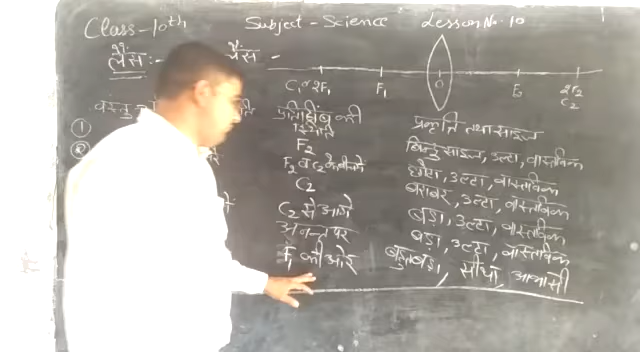 Class-10th Subject-Science Lesson No. 10
लेंस:- लेंस:-
C₁ or 2F₁ F₁ O F₂ 2F₂
C₂
प्रतिबिंब की
स्थिति
प्रकृति तथा साइज
① F₂ बिन्दु साइज, उल्टा, वास्तविक
② F₂ व C₂ के बीच में छोटा, उल्टा, वास्तविक
C₂ बराबर, उल्टा, वास्तविक
C₂ से आगे बड़ा, उल्टा, वास्तविक
अनन्त पर बड़ा, उल्टा, वास्तविक
F₁ की ओर बहुत बड़ा, सीधा, आभासी